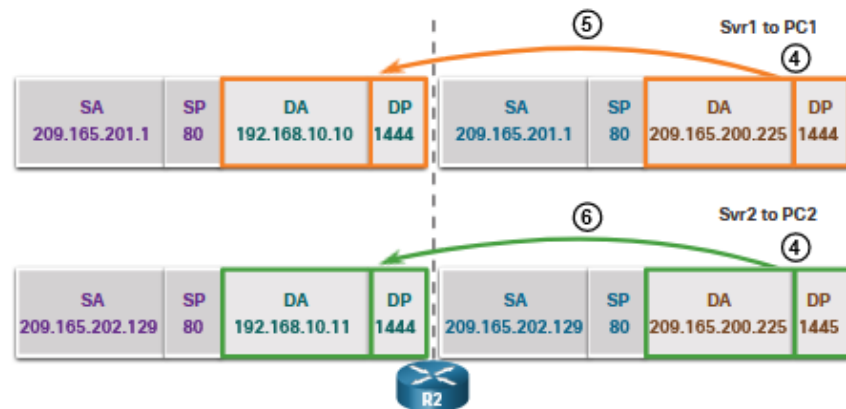 ⑤ Svr1 to PC1
④
SA SP DA DP SA SP DA DP
209.165.201.1 80 192.168.10.10 1444 209.165.201.1 80 209.165.200.225 1444
⑥ Svr2 to PC2
④
SA SP DA DP SA SP DA DP
209.165.202.129 80 192.168.10.11 1444 209.165.202.129 80 209.165.200.225 1445
R2